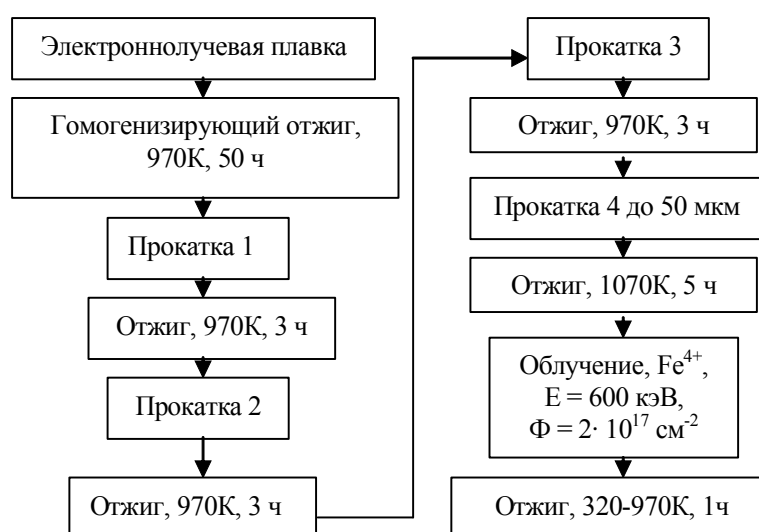 Электроннолучевая плавка
Гомогенизирующий отжиг,
970К, 50 ч
Прокатка 1
Отжиг, 970К, 3 ч
Прокатка 2
Отжиг, 970К, 3 ч
Прокатка 3
Отжиг, 970К, 3 ч
Прокатка 4 до 50 мкм
Отжиг, 1070К, 5 ч
Облучение, Fe⁴⁺,
Е = 600 кэВ,
Ф = 2· 10¹⁷ см⁻²
Отжиг, 320-970К, 1ч